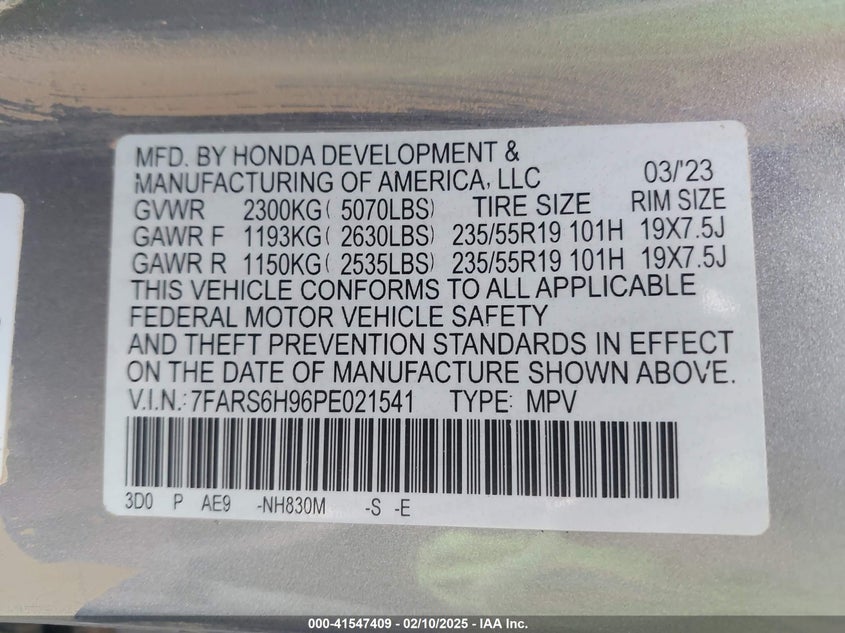 MFD. BY HONDA DEVELOPMENT &
MANUFACTURING OF AMERICA, LLC 03/'23
GVWR 2300KG( 5070LBS) TIRE SIZE RIM SIZE
GAWR F 1193KG( 2630LBS) 235/55R19 101H 19X7.5J
GAWR R 1150KG( 2535LBS) 235/55R19 101H 19X7.5J
THIS VEHICLE CONFORMS TO ALL APPLICABLE
FEDERAL MOTOR VEHICLE SAFETY
AND THEFT PREVENTION STANDARDS IN EFFECT
ON THE DATE OF MANUFACTURE SHOWN ABOVE.
V.I.N.:7FARS6H96PE021541 TYPE: MPV
3D0 P AE9 -NH830M -S -E
000-41547409 - 02/10/2025 - IAA Inc.